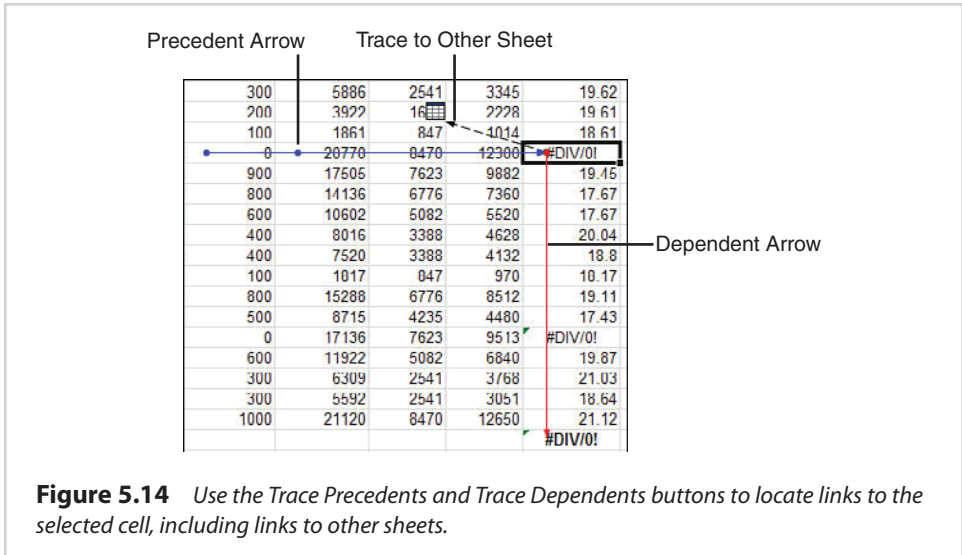 Precedent Arrow Trace to Other Sheet
300 5886 2541 3345 19.62
200 3922 16 2228 19.61
100 1861 847 1014 18.61
0 20770 8470 12300 #DIV/0!
900 17505 7623 9882 19.45
800 14136 6776 7360 17.67
600 10602 5082 5520 17.67
400 8016 3388 4628 20.04
Dependent Arrow
400 7520 3388 4132 18.8
100 1817 847 970 18.17
800 15288 6776 8512 19.11
500 8715 4235 4480 17.43
0 17136 7623 9513 #DIV/0!
600 11922 5082 6840 19.87
300 6309 2541 3768 21.03
300 5592 2541 3051 18.64
1000 21120 8470 12650 21.12
#DIV/0!
Figure 5.14 Use the Trace Precedents and Trace Dependents buttons to locate links to the
selected cell, including links to other sheets.